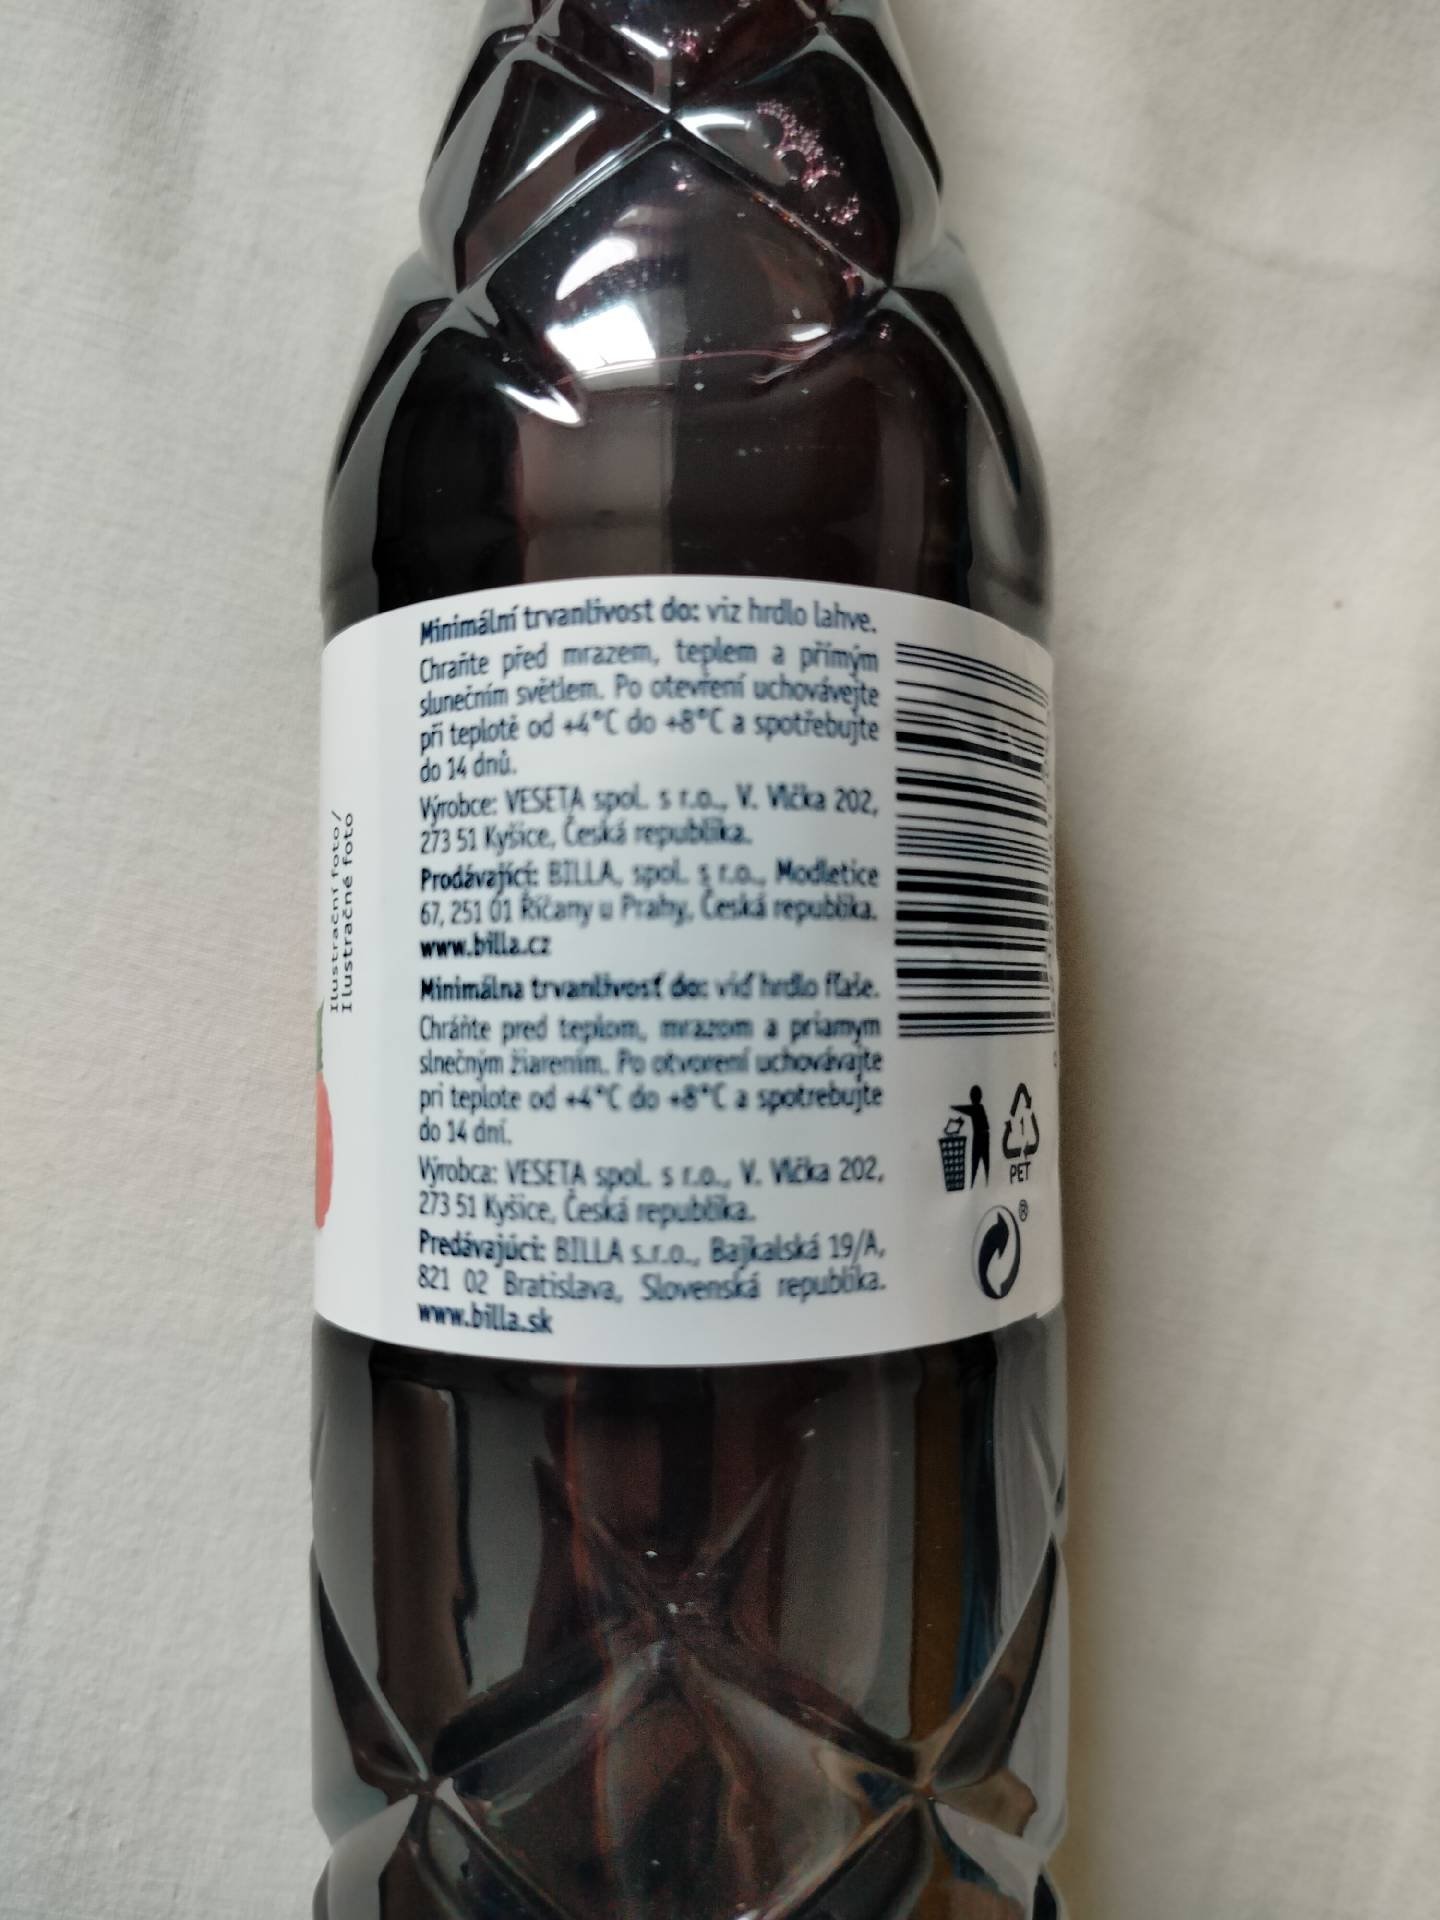 Minimální trvanlivost do: viz hrdlo lahve.
Chraňte před mrazem, teplem a přímým
slunečním světlem. Po otevření uchovávejte
při teplotě od +4°C do +8°C a spotřebujte
do 14 dnů.
Výrobce: VESETA spol. s r.o., V. Vlčka 202,
273 51 Kyšice, Česká republika.
Prodávající: BILLA, spol. s r.o., Modletice
67, 251 01 Říčany u Prahy, Česká republika.
www.billa.cz
Minimálna trvanlivosť do: viď hrdlo fľaše.
Chráňte pred teplom, mrazom a priamym
slnečným žiarením. Po otvorení uchovávajte
pri teplote od +4°C do +8°C a spotrebujte
do 14 dní.
Výrobca: VESETA spol. s r.o., V. Vlčka 202,
273 51 Kyšice, Česká republika.
Predávajúci: BILLA s.r.o., Bajkalská 19/A,
821 02 Bratislava, Slovenská republika.
www.billa.sk
Ilustrační foto/
Ilustračné foto
1
PET
®